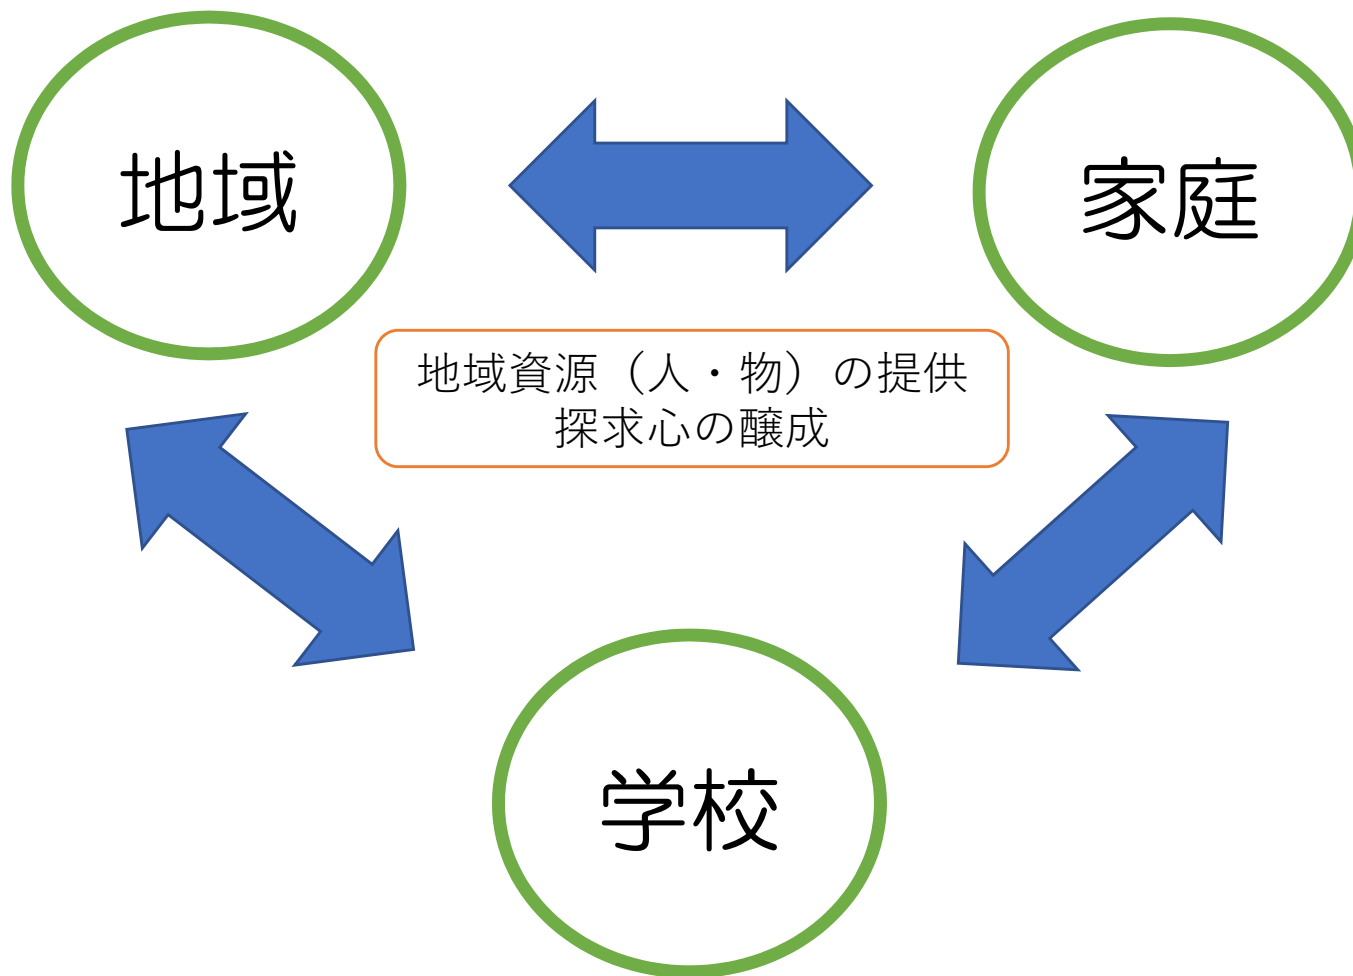 地域
家庭
地域資源（人・物）の提供
探求心の醸成
学校